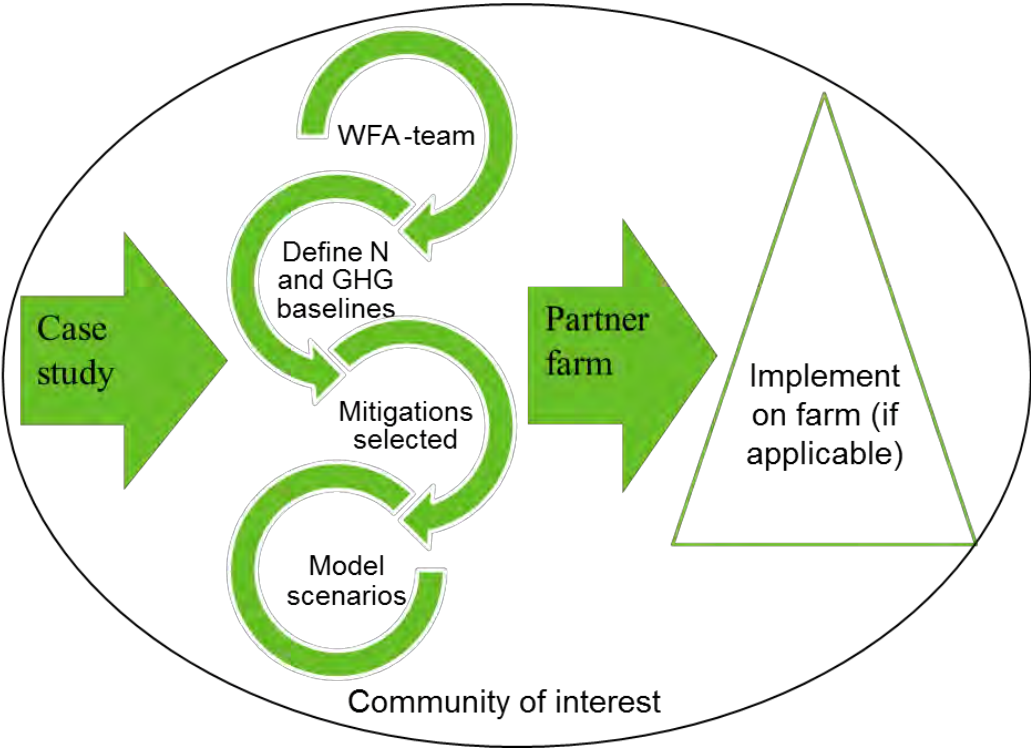 Case
study
WFA -team
Define N
and GHG
baselines
Mitigations
selected
Model
scenarios
Partner
farm
Implement
on farm (if
applicable)
Community of interest